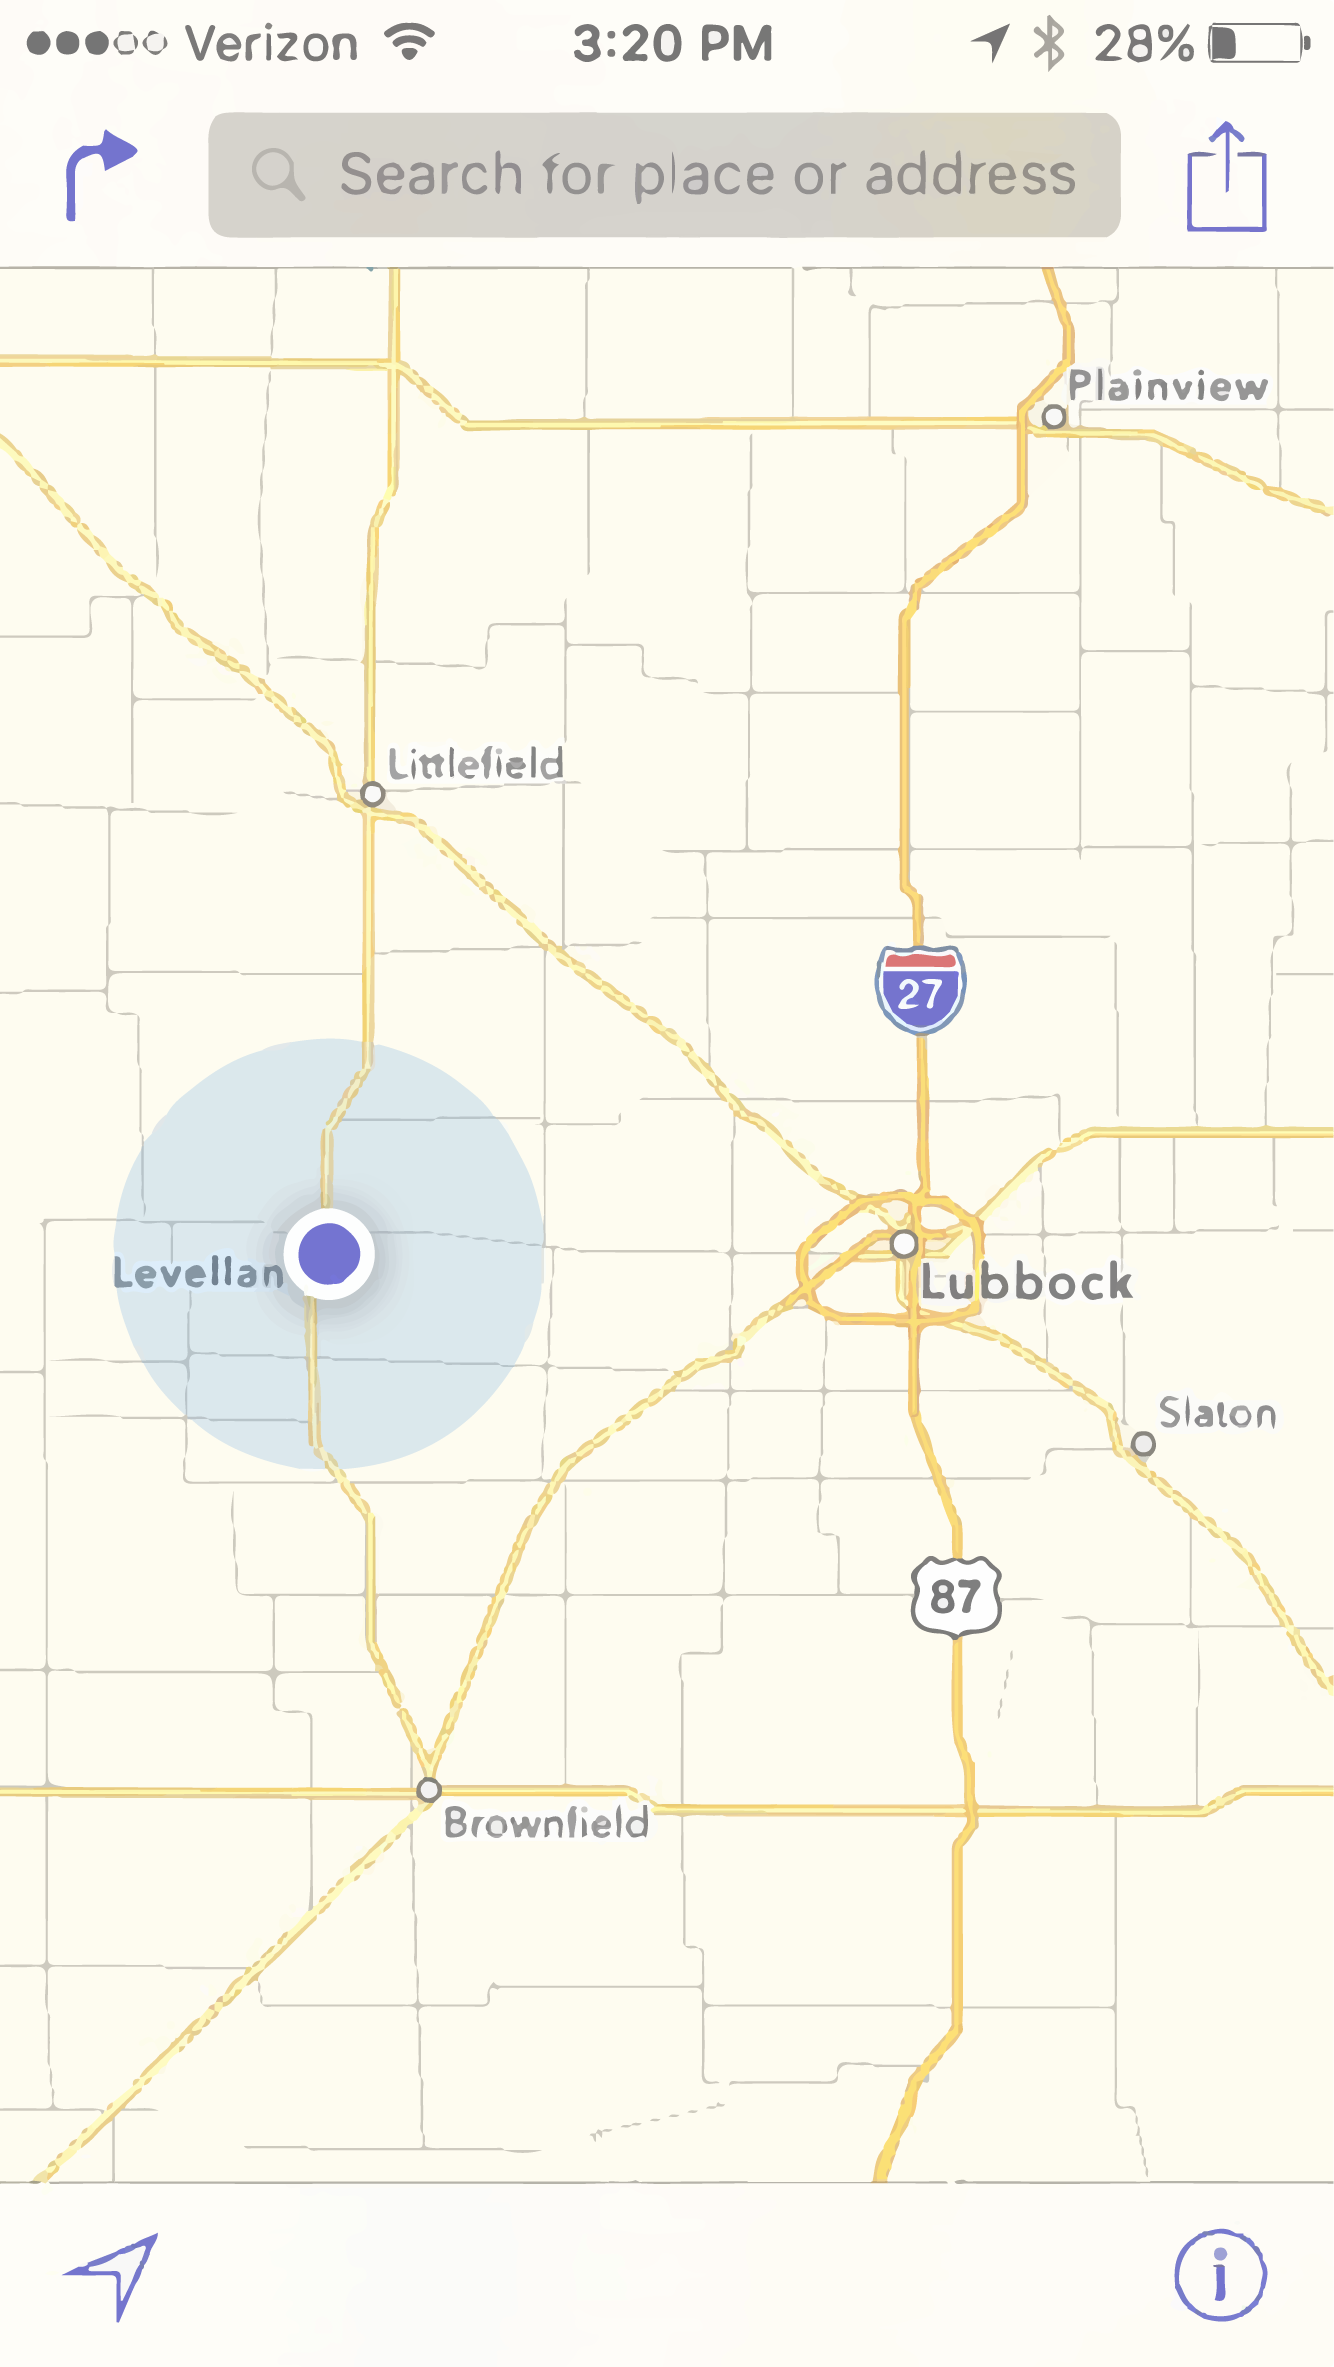 Verizon 3:20 PM 28%
Search for place or address
Plainview
Littlefield
27
Levellan
Lubbock
Slaton
87
Brownfield